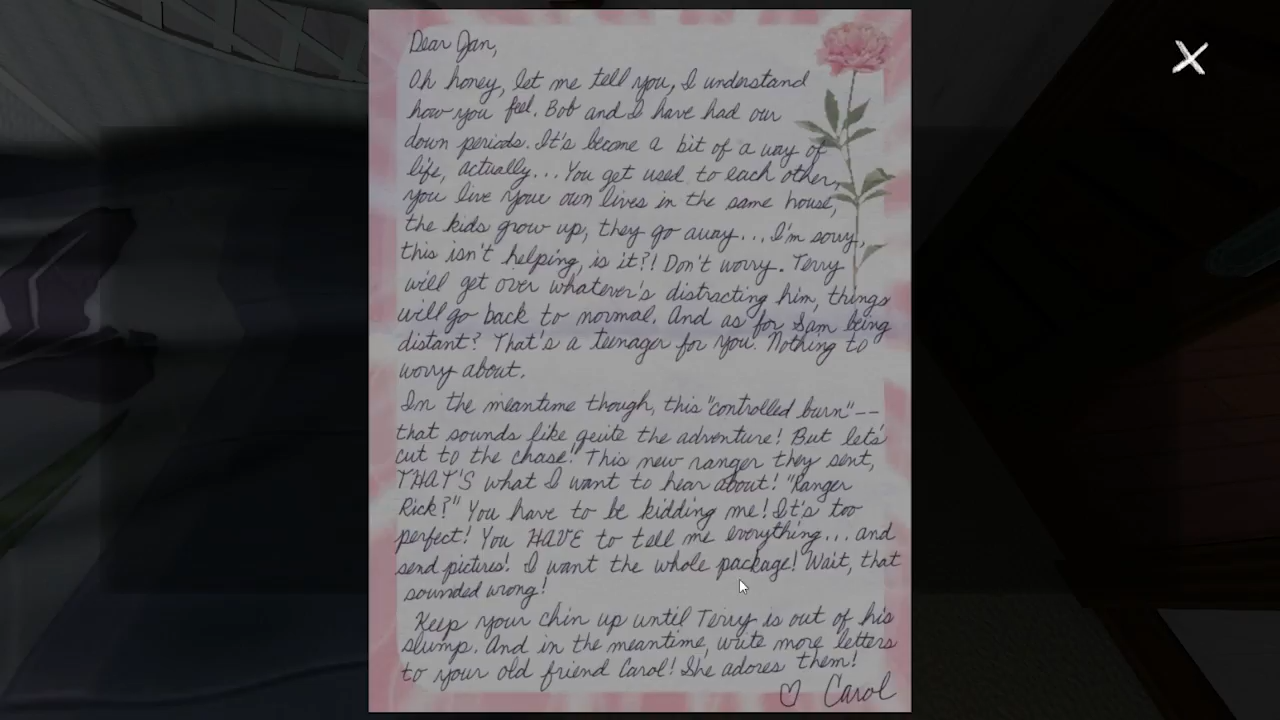 Dear Jan,
Oh honey, let me tell you, I understand
how you feel. Bob and I have had our
down periods. It's become a bit of a way of
life, actually... You get used to each other,
you live your own lives in the same house,
the kids grow up, they go away... I'm sorry,
this isn't helping, is it?! Don't worry. Terry
will get over whatever's distracting him, things
will go back to normal. And as for Sam being
distant? That's a teenager for you. Nothing to
worry about.
In the meantime though, this "controlled burn"--
that sounds like quite the adventure! But let's
cut to the chase! This new ranger they sent,
THAT'S what I want to hear about! "Ranger
Rick?" You have to be kidding me! It's too
perfect! You HAVE to tell me everything... and
send pictures! I want the whole package! Wait, that
sounded wrong!
Keep your chin up until Terry is out of his
slump. And in the meantime, write more letters
to your old friend Carol! She adores them!
♡ Carol